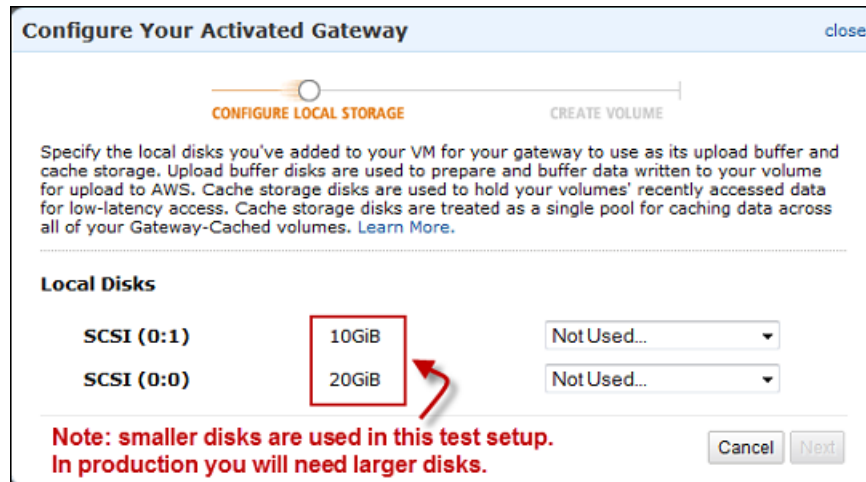 Configure Your Activated Gateway close
CONFIGURE LOCAL STORAGE CREATE VOLUME
Specify the local disks you've added to your VM for your gateway to use as its upload buffer and
cache storage. Upload buffer disks are used to prepare and buffer data written to your volume
for upload to AWS. Cache storage disks are used to hold your volumes' recently accessed data
for low-latency access. Cache storage disks are treated as a single pool for caching data across
all of your Gateway-Cached volumes. Learn More.
Local Disks
SCSI (0:1) 10GiB Not Used...
SCSI (0:0) 20GiB Not Used...
Note: smaller disks are used in this test setup.
In production you will need larger disks.
Cancel Next